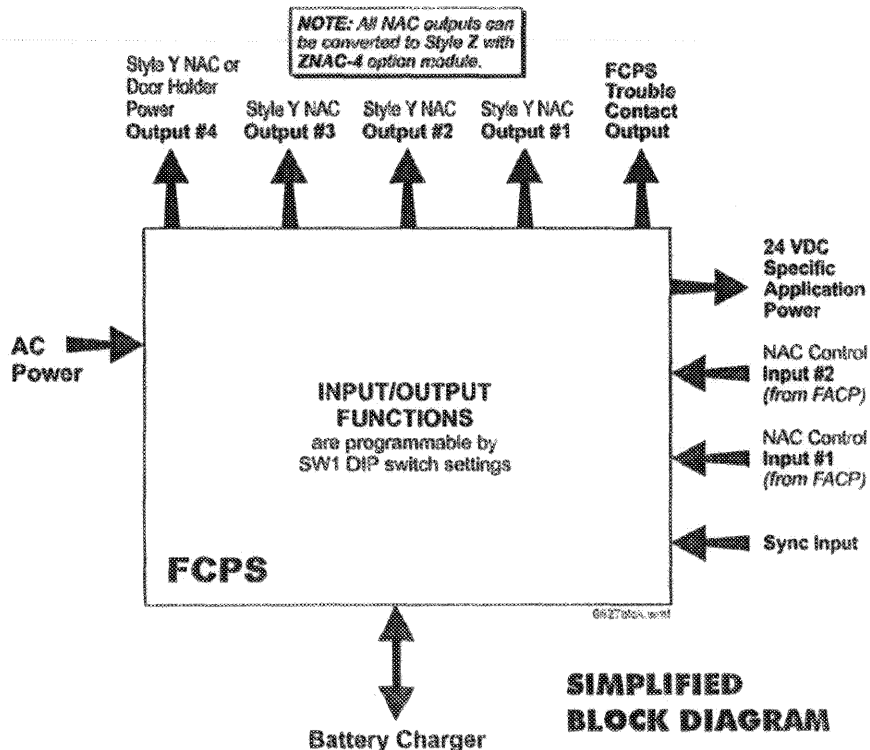 NOTE: All NAC outputs can
be converted to Style Z with
ZNAC-4 option module.
Style Y NAC or
Door Holder
Power
Output #4
Style Y NAC
Output #3
Style Y NAC
Output #2
Style Y NAC
Output #1
FCPS
Trouble
Contact
Output
24 VDC
Specific
Application
Power
AC
Power
NAC Control
Input #2
(from FACP)
INPUT/OUTPUT
FUNCTIONS
are programmable by
SW1 DIP switch settings
NAC Control
Input #1
(from FACP)
Sync Input
FCPS
Battery Charger
SIMPLIFIED
BLOCK DIAGRAM